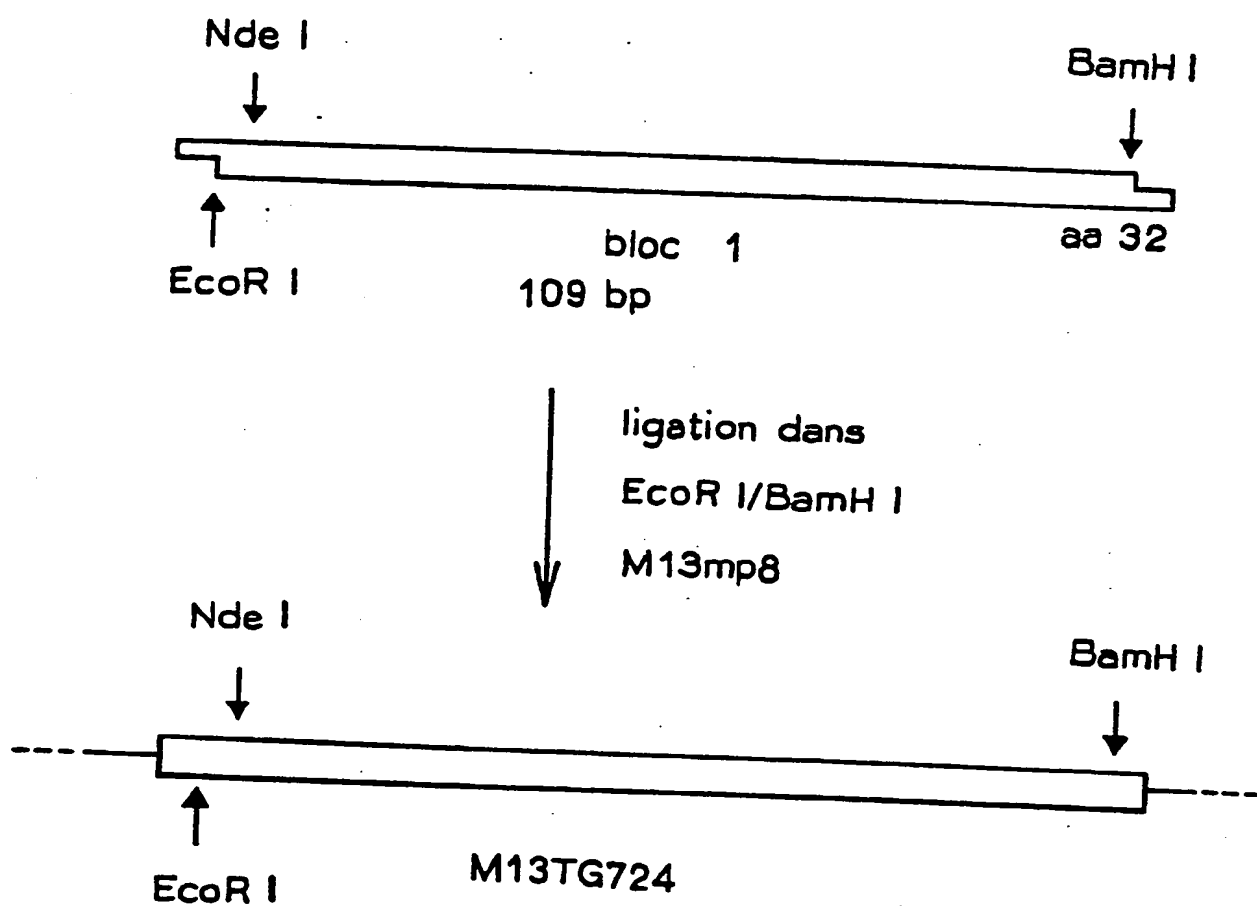 Nde I
BamH I
EcoR I
bloc 1
109 bp
aa 32
ligation dans
EcoR I/BamH I
M13mp8
Nde I
BamH I
EcoR I
M13TG724